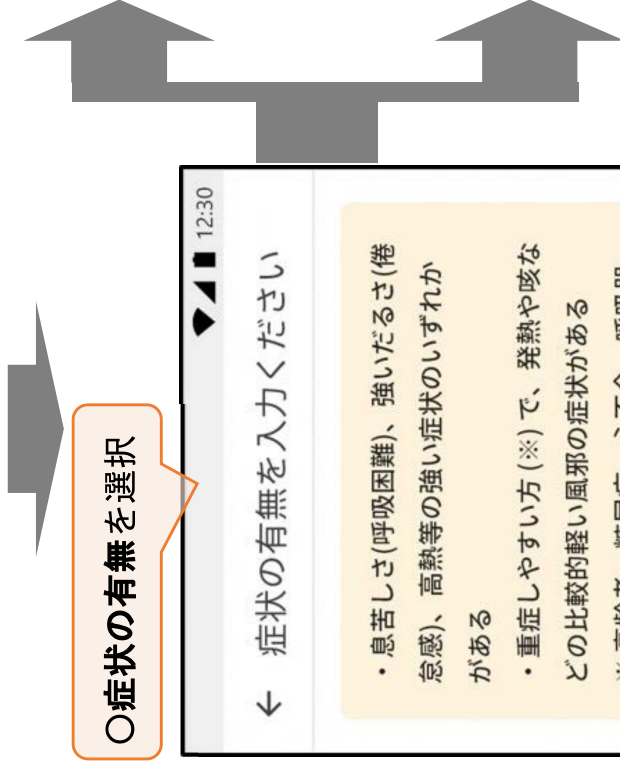 〇症状の有無を選択
12:30
← 症状の有無を入力ください
・息苦しさ(呼吸困難)、強いだるさ(倦
怠感)、高熱等の強い症状のいずれか
がある
・重症しやすい方(※)で、発熱や咳な
どの比較的軽い風邪の症状がある